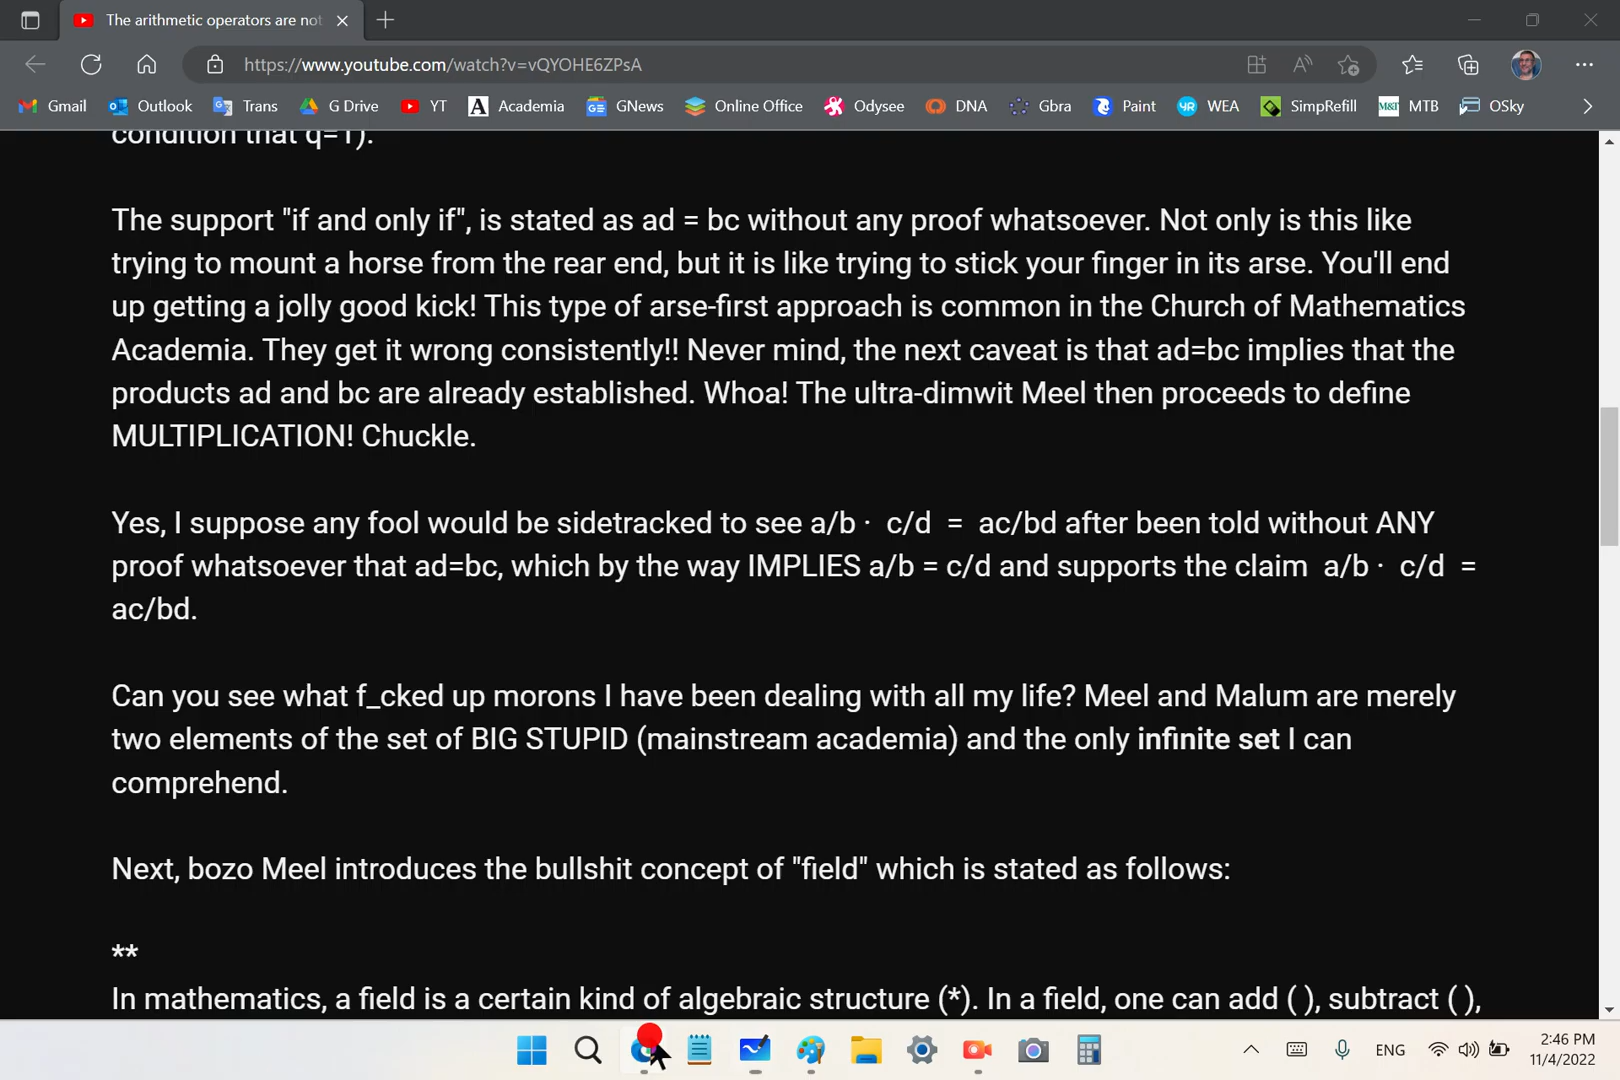 The arithmetic operators are not
https://www.youtube.com/watch?v=vQYOHE6ZPsA
Gmail Outlook Trans G Drive YT Academia GNews Online Office Odysee DNA Gbra Paint WEA SimpRefill M&T MTB OSky
condition that q=1).
The support "if and only if", is stated as ad = bc without any proof whatsoever. Not only is this like
trying to mount a horse from the rear end, but it is like trying to stick your finger in its arse. You'll end
up getting a jolly good kick! This type of arse-first approach is common in the Church of Mathematics
Academia. They get it wrong consistently!! Never mind, the next caveat is that ad=bc implies that the
products ad and bc are already established. Whoa! The ultra-dimwit Meel then proceeds to define
MULTIPLICATION! Chuckle.
Yes, I suppose any fool would be sidetracked to see a/b · c/d = ac/bd after been told without ANY
proof whatsoever that ad=bc, which by the way IMPLIES a/b = c/d and supports the claim a/b · c/d =
ac/bd.
Can you see what f_cked up morons I have been dealing with all my life? Meel and Malum are merely
two elements of the set of BIG STUPID (mainstream academia) and the only infinite set I can
comprehend.
Next, bozo Meel introduces the bullshit concept of "field" which is stated as follows:
**
In mathematics, a field is a certain kind of algebraic structure (*). In a field, one can add ( ), subtract ( ),
ENG
2:46 PM
11/4/2022